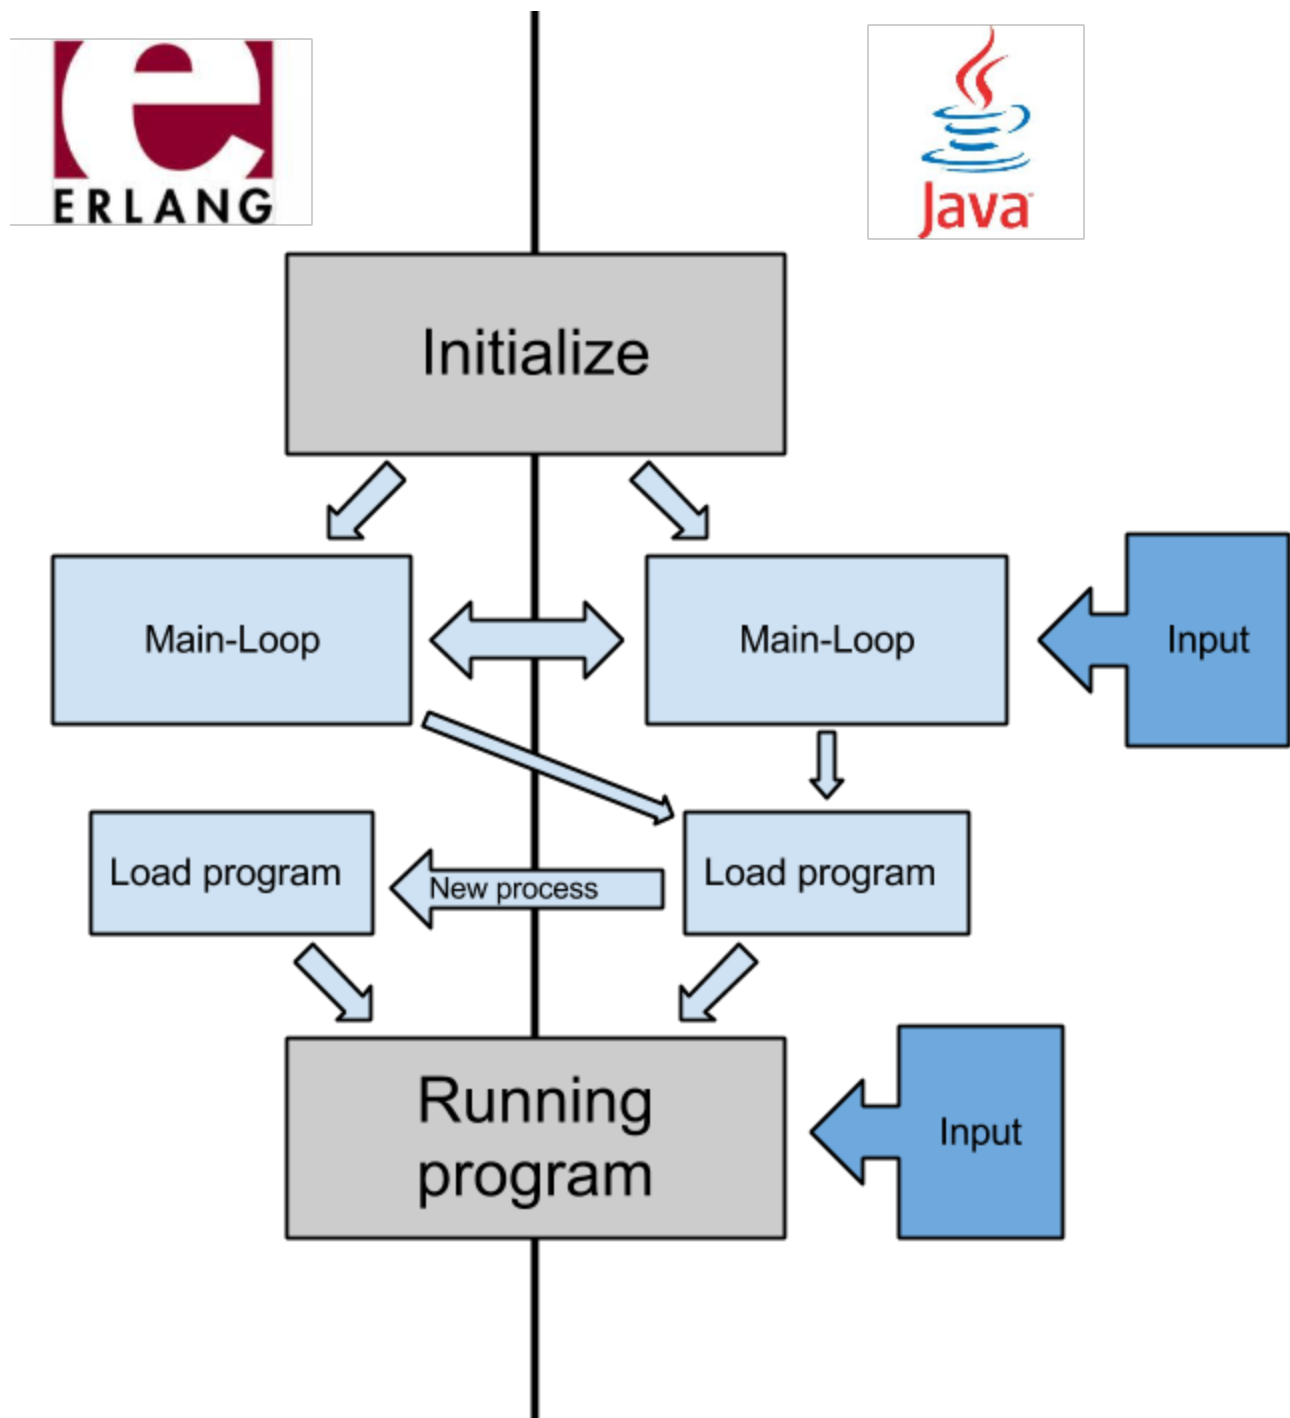 ERLANG
Java
Initialize
Main-Loop
Main-Loop
Input
Load program
New process
Load program
Running
program
Input